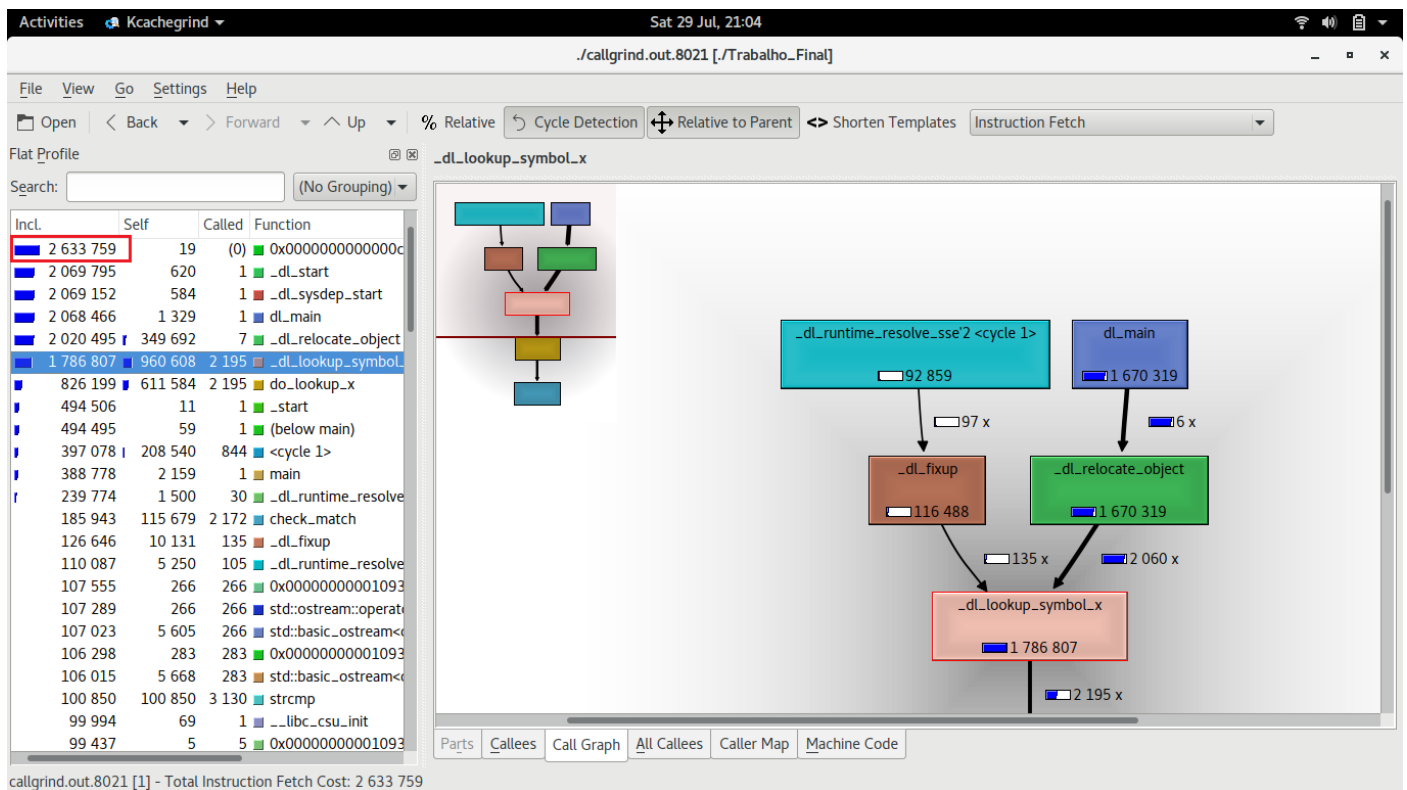 Activities Kcachegrind Sat 29 Jul, 21:04
./callgrind.out.8021 [./Trabalho_Final]
File View Go Settings Help
Open Back Forward Up % Relative Cycle Detection Relative to Parent <> Shorten Templates Instruction Fetch
Flat Profile
Search: (No Grouping)
Incl. Self Called Function
2 633 759 19 (0) 0x0000000000000c
2 069 795 620 1 _dl_start
2 069 152 584 1 _dl_sysdep_start
2 068 466 1 329 1 dl_main
2 020 495 349 692 7 _dl_relocate_object
1 786 807 960 608 2 195 _dl_lookup_symbol_
826 199 611 584 2 195 do_lookup_x
494 506 11 1 _start
494 495 59 1 (below main)
397 078 208 540 844 <cycle 1>
388 778 2 159 1 main
239 774 1 500 30 _dl_runtime_resolve
185 943 115 679 2 172 check_match
126 646 10 131 135 _dl_fixup
110 087 5 250 105 _dl_runtime_resolve
107 555 266 266 0x00000000001093
107 289 266 266 std::ostream::operat
107 023 5 605 266 std::basic_ostream<
106 298 283 283 0x00000000001093
106 015 5 668 283 std::basic_ostream<
100 850 100 850 3 130 strcmp
99 994 69 1 __libc_csu_init
99 437 5 5 0x00000000001093
_dl_lookup_symbol_x
_dl_runtime_resolve_sse'2 <cycle 1>
92 859
dl_main
1 670 319
97 x
6 x
_dl_fixup
116 488
_dl_relocate_object
1 670 319
135 x
2 060 x
_dl_lookup_symbol_x
1 786 807
2 195 x
Parts Callees Call Graph All Callees Caller Map Machine Code
callgrind.out.8021 [1] - Total Instruction Fetch Cost: 2 633 759